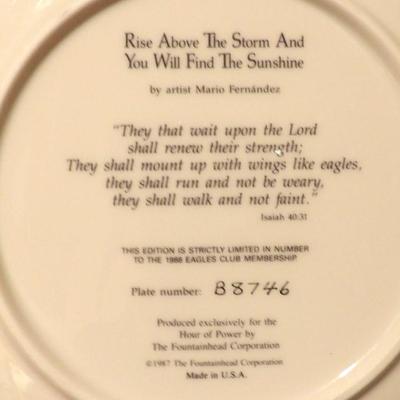 Rise Above The Storm And
You Will Find The Sunshine
by artist Mario Fernández
"They that wait upon the Lord
shall renew their strength;
They shall mount up with wings like eagles,
they shall run and not be weary,
they shall walk and not faint."
Isaiah 40:31
THIS EDITION IS STRICTLY LIMITED IN NUMBER
TO THE 1988 EAGLES CLUB MEMBERSHIP
Plate number: B8746
Produced exclusively for the
Hour of Power by
The Fountainhead Corporation
©1987 The Fountainhead Corporation
Made in U.S.A.